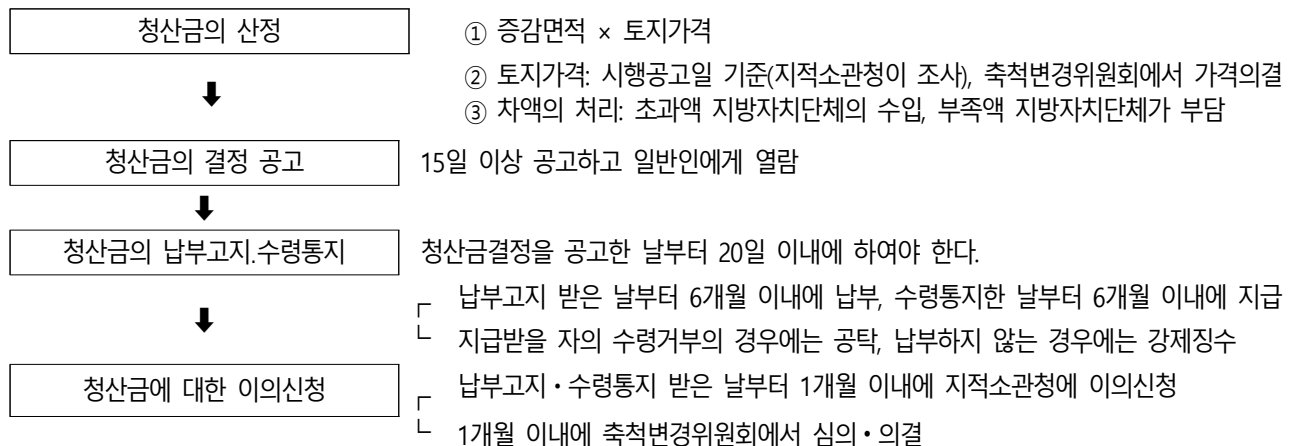 청산금의 산정
① 증감면적 × 토지가격
② 토지가격: 시행공고일 기준(지적소관청이 조사), 축척변경위원회에서 가격의결
③ 차액의 처리: 초과액 지방자치단체의 수입, 부족액 지방자치단체가 부담
청산금의 결정 공고
15일 이상 공고하고 일반인에게 열람
청산금의 납부고지.수령통지
청산금결정을 공고한 날부터 20일 이내에 하여야 한다.
납부고지 받은 날부터 6개월 이내에 납부, 수령통지한 날부터 6개월 이내에 지급
지급받을 자의 수령거부의 경우에는 공탁, 납부하지 않는 경우에는 강제징수
청산금에 대한 이의신청
납부고지·수령통지 받은 날부터 1개월 이내에 지적소관청에 이의신청
1개월 이내에 축척변경위원회에서 심의·의결